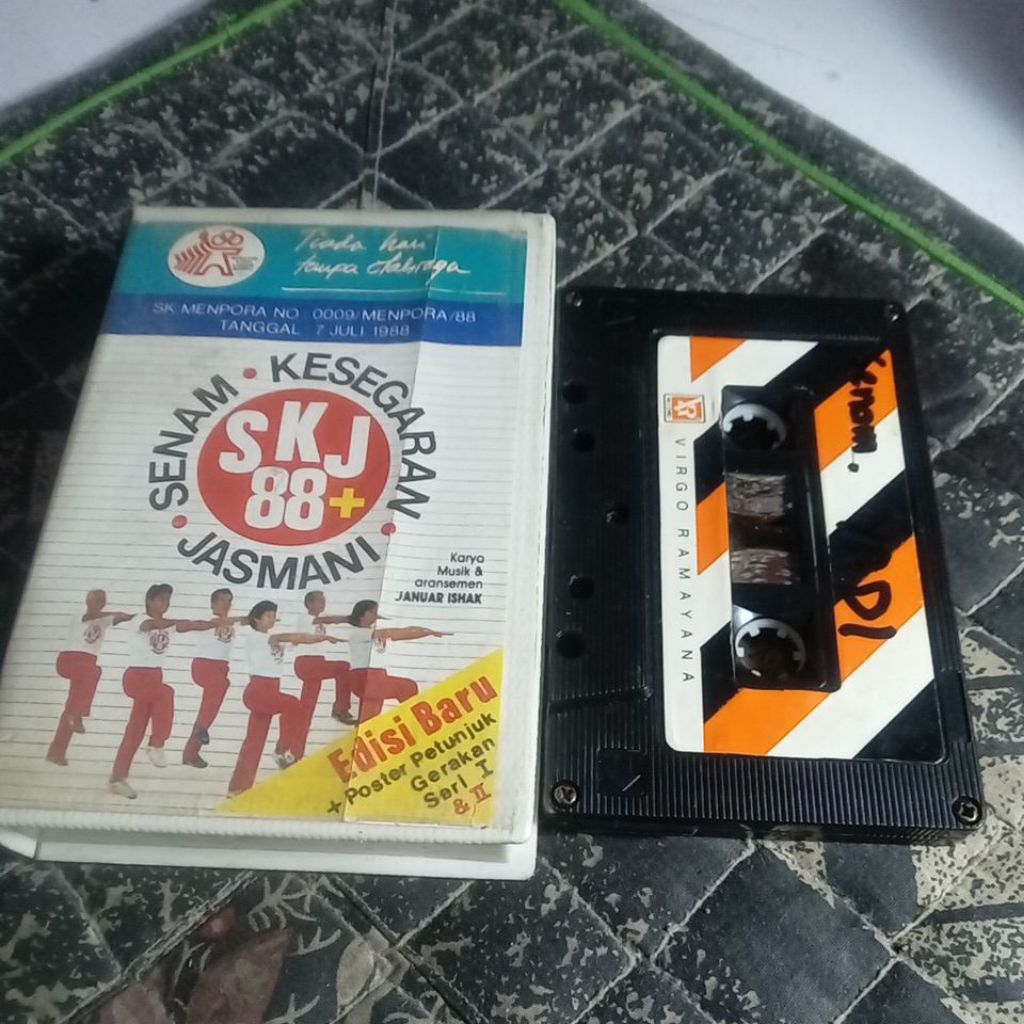 Tiada hari
tanpa olahraga
SK MENPORA NO 0009/MENPORA/88
TANGGAL 7 JULI 1988
SENAM • KESEGARAN • JASMANI •
SKJ
88+
Karya
Musik &
aransemen
JANUAR ISHAK
Edisi Baru
+ Poster Petunjuk
Gerakan
Seri I
& II
VIRGO RAMAYANA